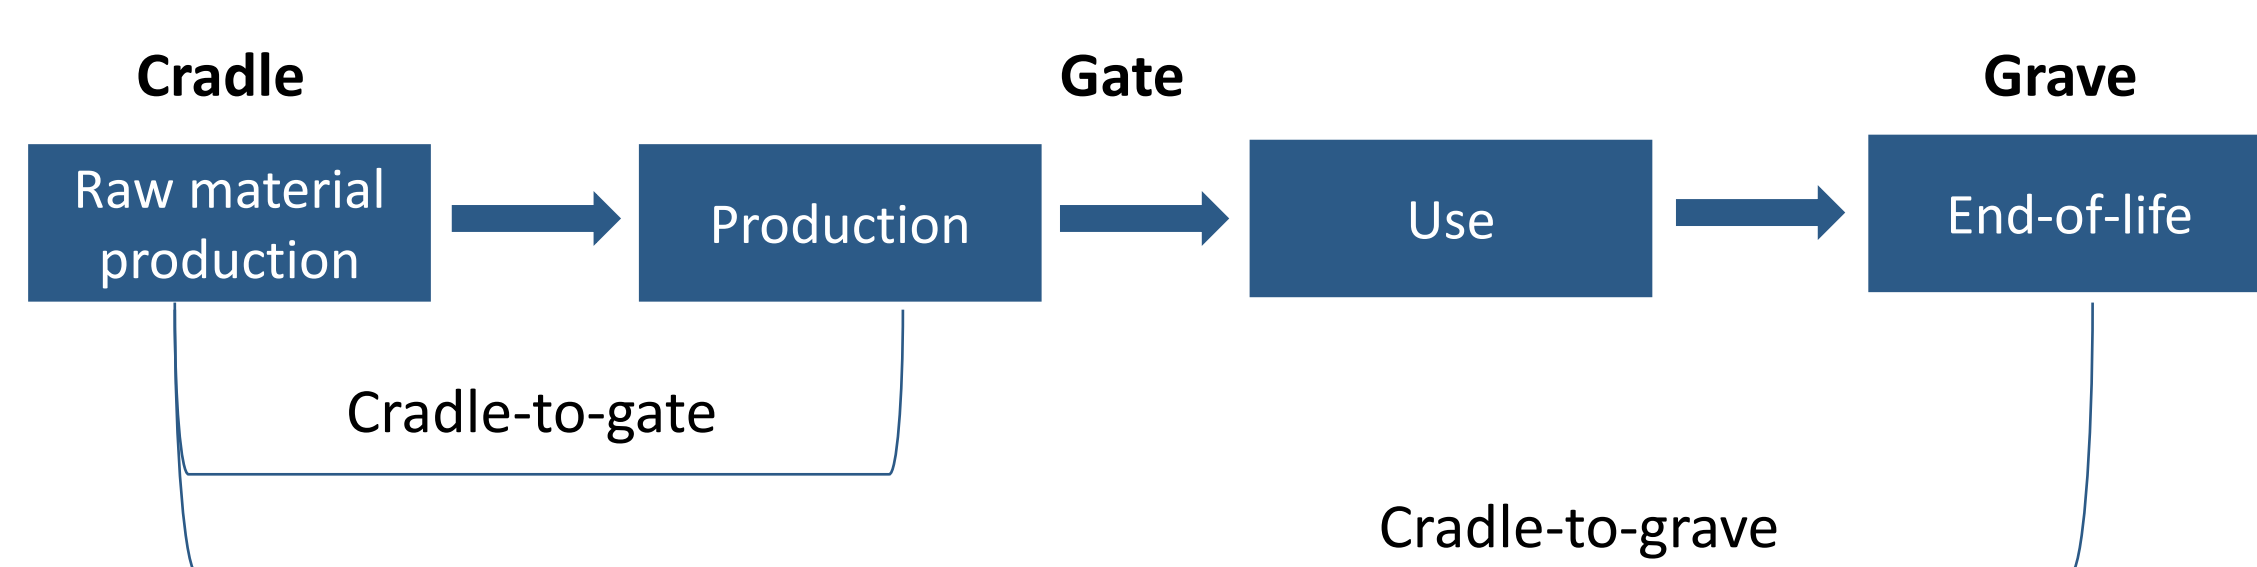 Cradle
Gate
Grave
Raw material
production
Production
Use
End-of-life
Cradle-to-gate
Cradle-to-grave